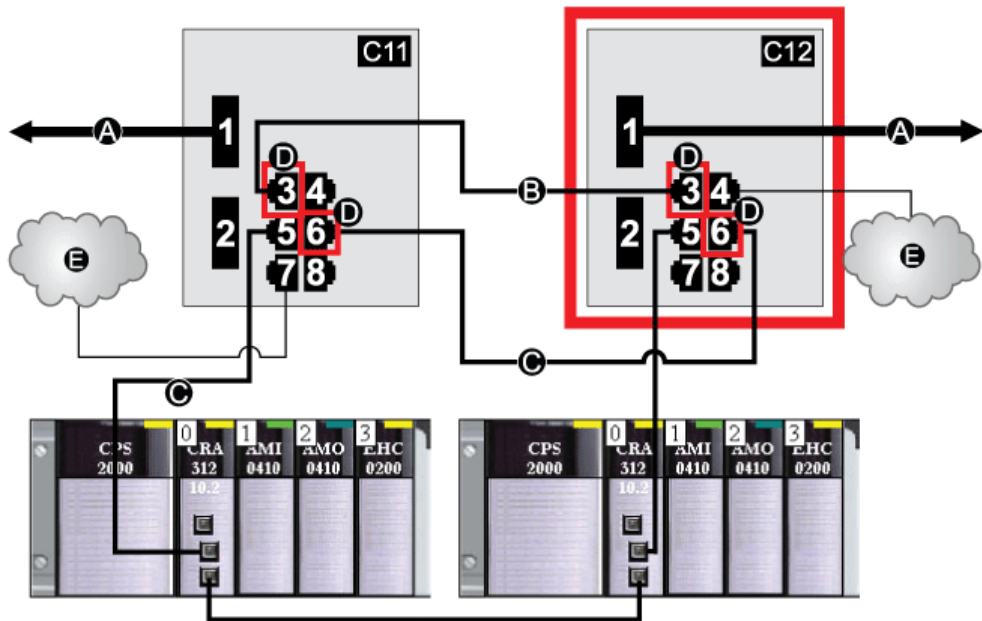 C11
C12
A
1
D
3 4
D
2
5 6
7 8
E
B
1
A
D
3 4
D
2
5 6
7 8
E
C
C
CPS
2000
0
CRA
312
10.2
1
AMI
0410
2
AMO
0410
3
EHC
0200
CPS
2000
0
CRA
312
10.2
1
AMI
0410
2
AMO
0410
3
EHC
0200